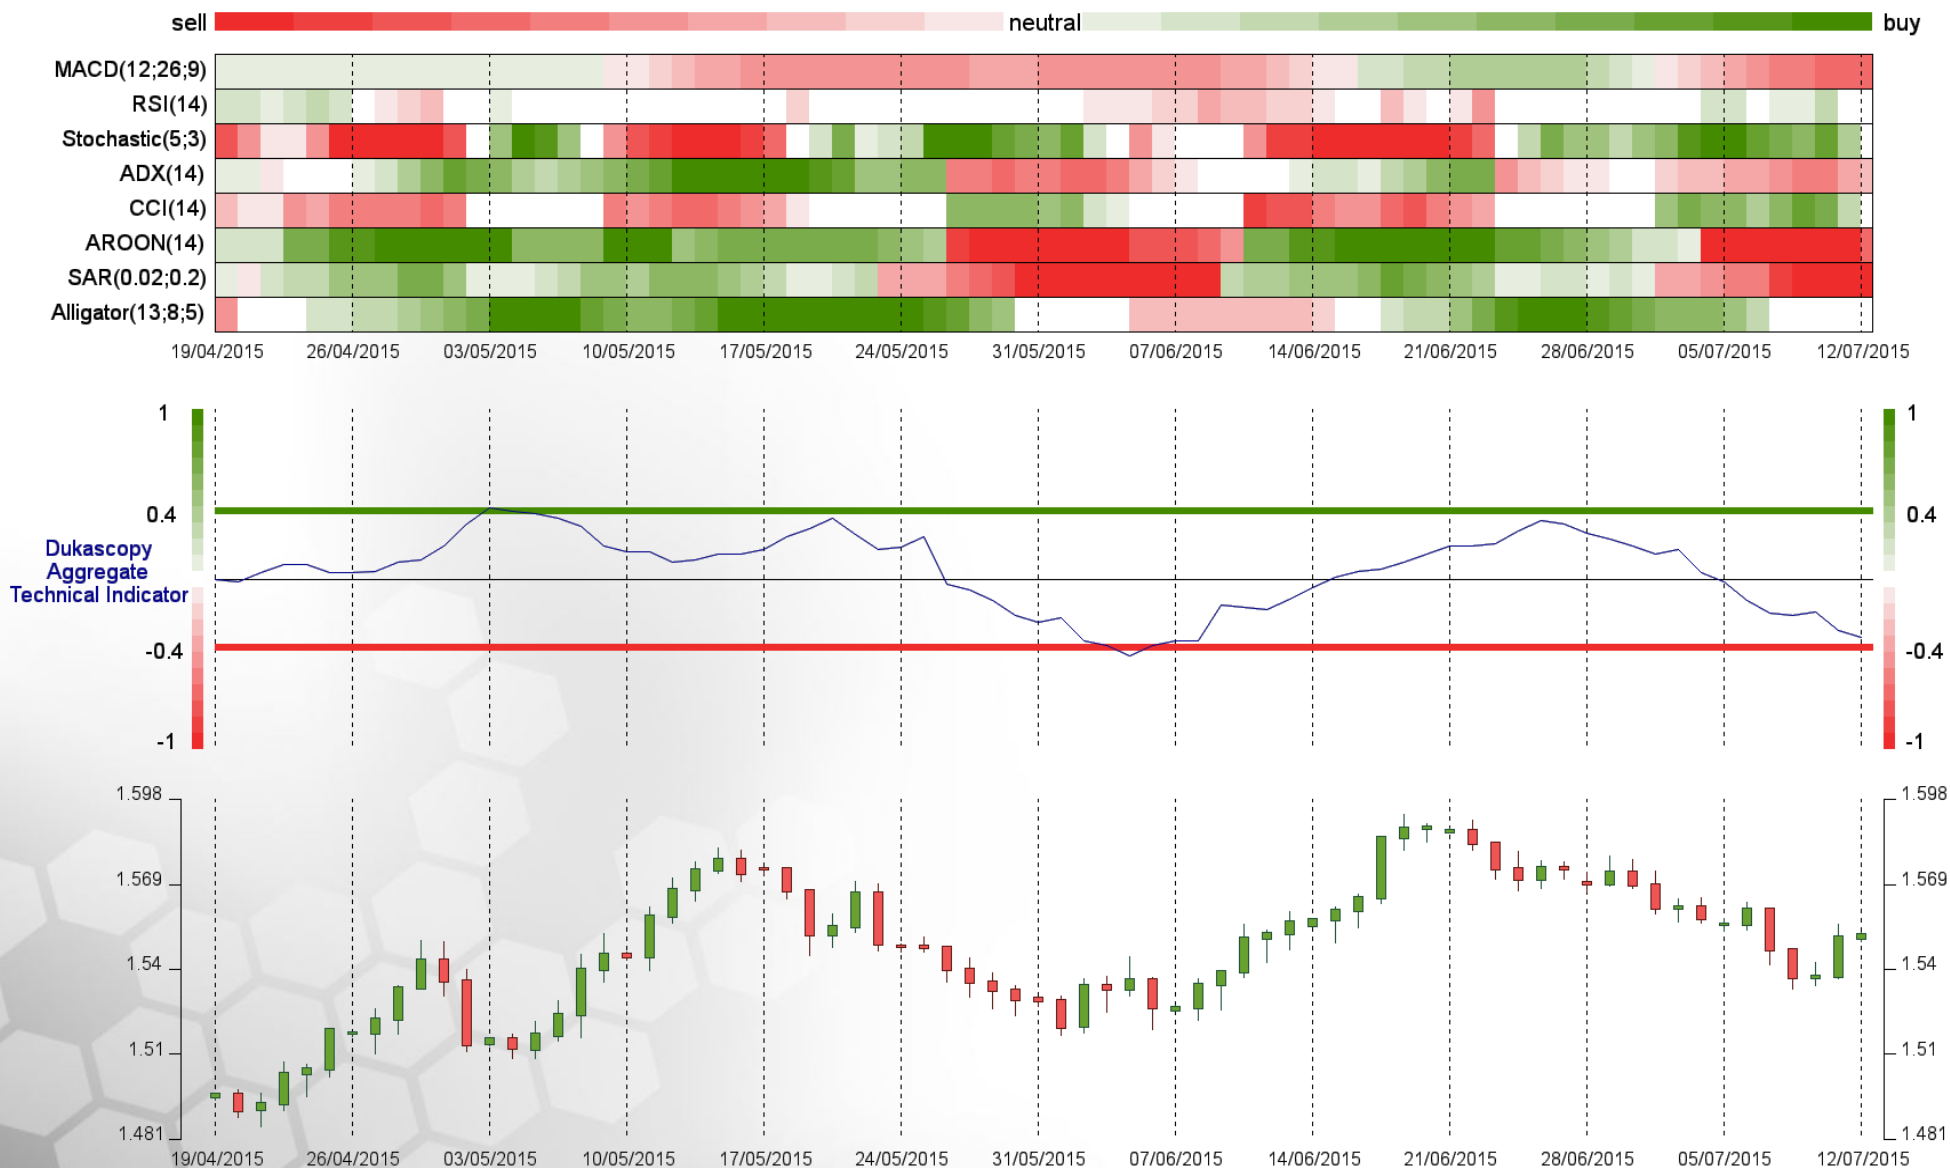 sell neutral buy
MACD(12;26;9)
RSI(14)
Stochastic(5;3)
ADX(14)
CCI(14)
AROON(14)
SAR(0.02;0.2)
Alligator(13;8;5)
19/04/2015 26/04/2015 03/05/2015 10/05/2015 17/05/2015 24/05/2015 31/05/2015 07/06/2015 14/06/2015 21/06/2015 28/06/2015 05/07/2015 12/07/2015
1 1
0.4 0.4
Dukascopy
Aggregate
Technical Indicator
-0.4 -0.4
-1 -1
1.598 1.598
1.569 1.569
1.54 1.54
1.51 1.51
1.481 1.481
19/04/2015 26/04/2015 03/05/2015 10/05/2015 17/05/2015 24/05/2015 31/05/2015 07/06/2015 14/06/2015 21/06/2015 28/06/2015 05/07/2015 12/07/2015